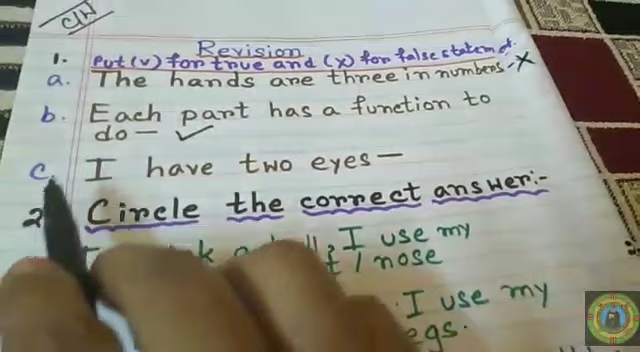 C/W
Revision
1. Put (v) for true and (x) for false statement.
a. The hands are three in numbers-X
b. Each part has a function to
do- ✓
c. I have two eyes-
2 Circle the correct answer:-
I use my
/ nose
I use my
egs.